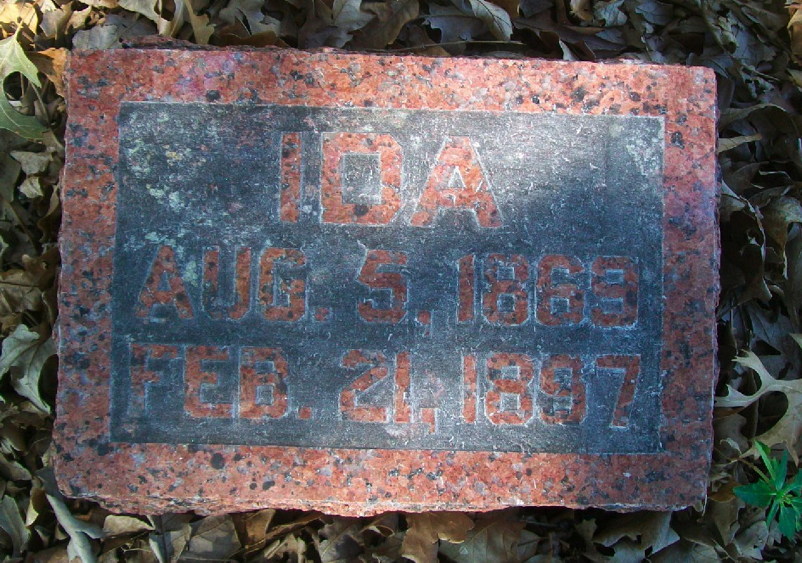 IDA
AUG. 5, 1869
FEB. 21, 1897